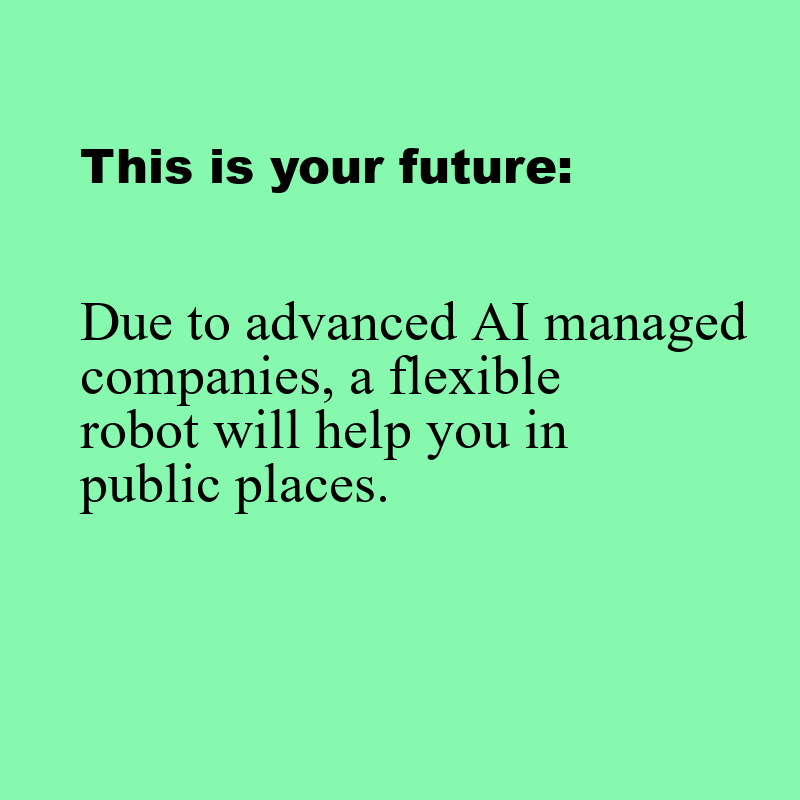 This is your future:
Due to advanced AI managed
companies, a flexible
robot will help you in
public places.